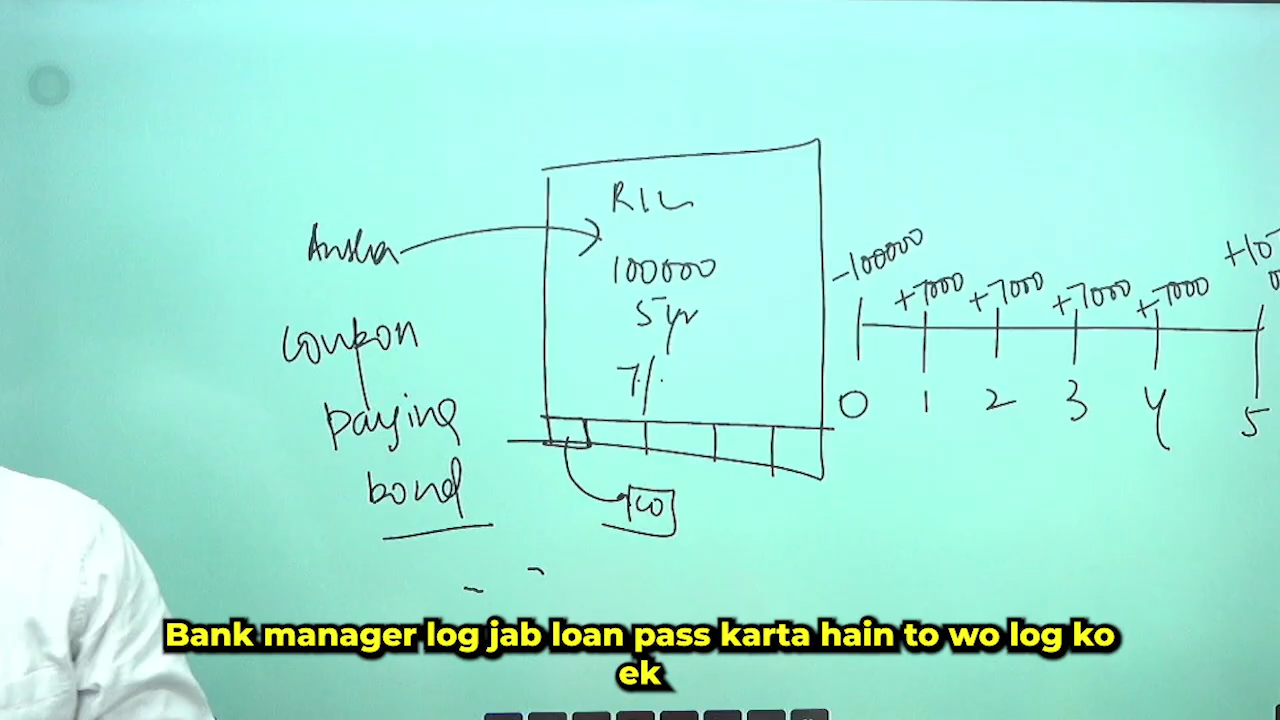 RIL
Ansha
100000
5yr
7%
coupon
paying
bond
-100000
+7000
+7000
+7000
+7000
0
1
2
3
4
5
Bank manager log jab loan pass karta hain to wo log ko
ek